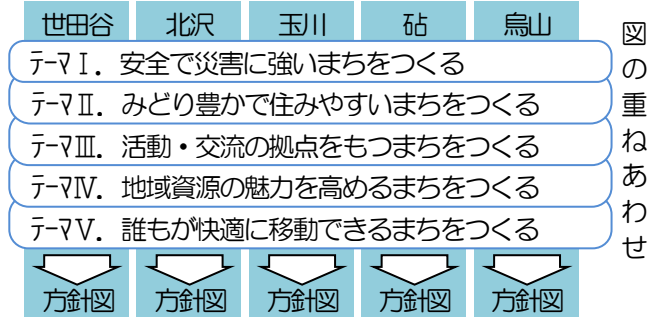 世田谷 北沢 玉川 砧 烏山
ﾃｰﾏⅠ．安全で災害に強いまちをつくる
ﾃｰﾏⅡ．みどり豊かで住みやすいまちをつくる
ﾃｰﾏⅢ．活動・交流の拠点をもつまちをつくる
ﾃｰﾏⅣ．地域資源の魅力を高めるまちをつくる
ﾃｰﾏⅤ．誰もが快適に移動できるまちをつくる
方針図 方針図 方針図 方針図 方針図
図の重ねあわせ